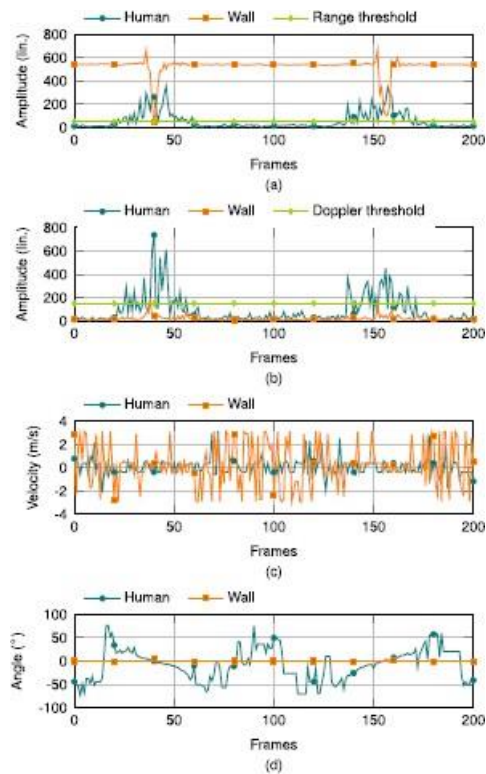 Human Wall Range threshold
800
600
400
200
0
Amplitude (lin.)
0 50 100 150 200
Frames
(a)
Human Wall Doppler threshold
800
600
400
200
0
Amplitude (lin.)
0 50 100 150 200
Frames
(b)
Human Wall
4
2
0
-2
-4
Velocity (m/s)
0 50 100 150 200
Frames
(c)
Human Wall
100
50
0
-50
-100
Angle (°)
0 50 100 150 200
Frames
(d)